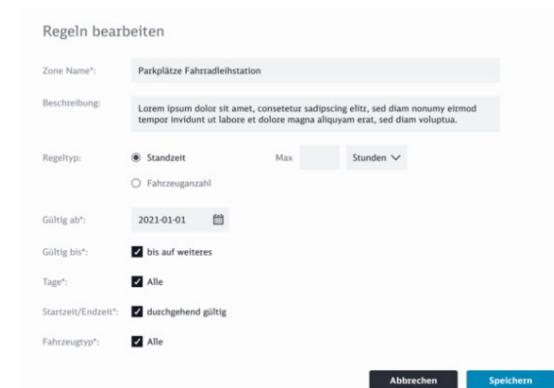 Regeln bearbeiten
Zone Name*: Parkplätze Fahrradleihstation
Beschreibung: Lorem ipsum dolor sit amet, consetetur sadipscing elitr, sed diam nonumy eirmod
tempor invidunt ut labore et dolore magna aliquyam erat, sed diam voluptua.
Regeltyp: Standzeit Max Stunden
Fahrzeuganzahl
Gültig ab*: 2021-01-01
Gültig bis*: bis auf weiteres
Tage*: Alle
Startzeit/Endzeit*: durchgehend gültig
Fahrzeugtyp*: Alle
Abbrechen Speichern